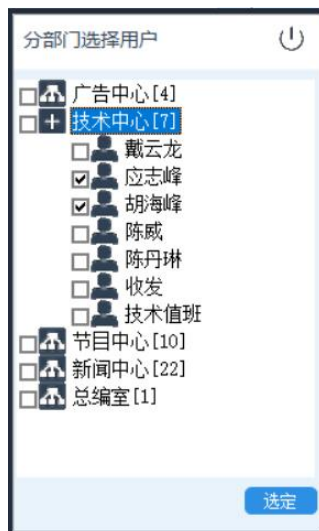 分部门选择用户
广告中心[4]
技术中心[7]
戴云龙
应志峰
胡海峰
陈威
陈丹琳
收发
技术值班
节目中心[10]
新闻中心[22]
总编室[1]
选定